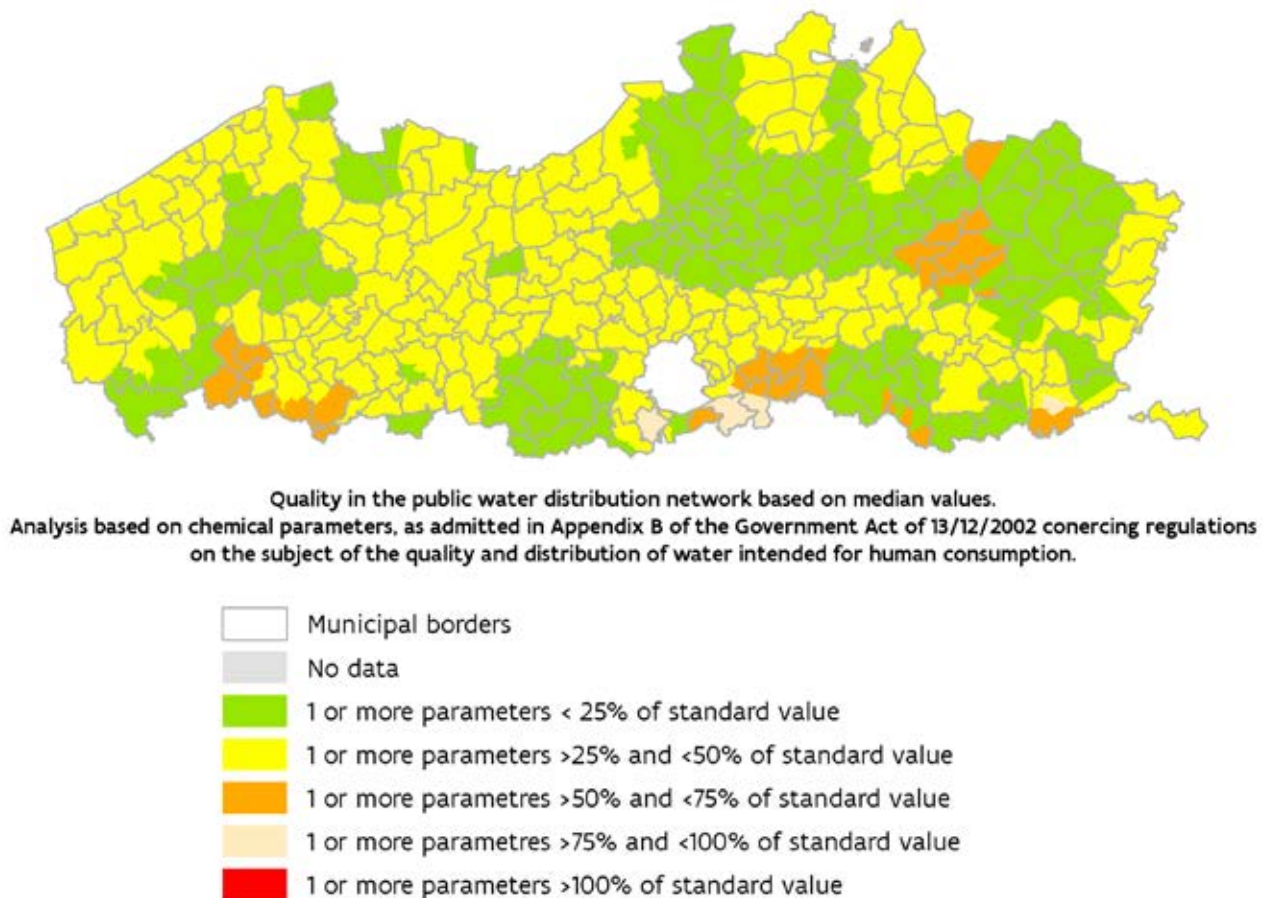 Quality in the public water distribution network based on median values.
Analysis based on chemical parameters, as admitted in Appendix B of the Government Act of 13/12/2002 conercing regulations
on the subject of the quality and distribution of water intended for human consumption.
Municipal borders
No data
1 or more parameters < 25% of standard value
1 or more parameters >25% and <50% of standard value
1 or more parametres >50% and <75% of standard value
1 or more parametres >75% and <100% of standard value
1 or more parameters >100% of standard value